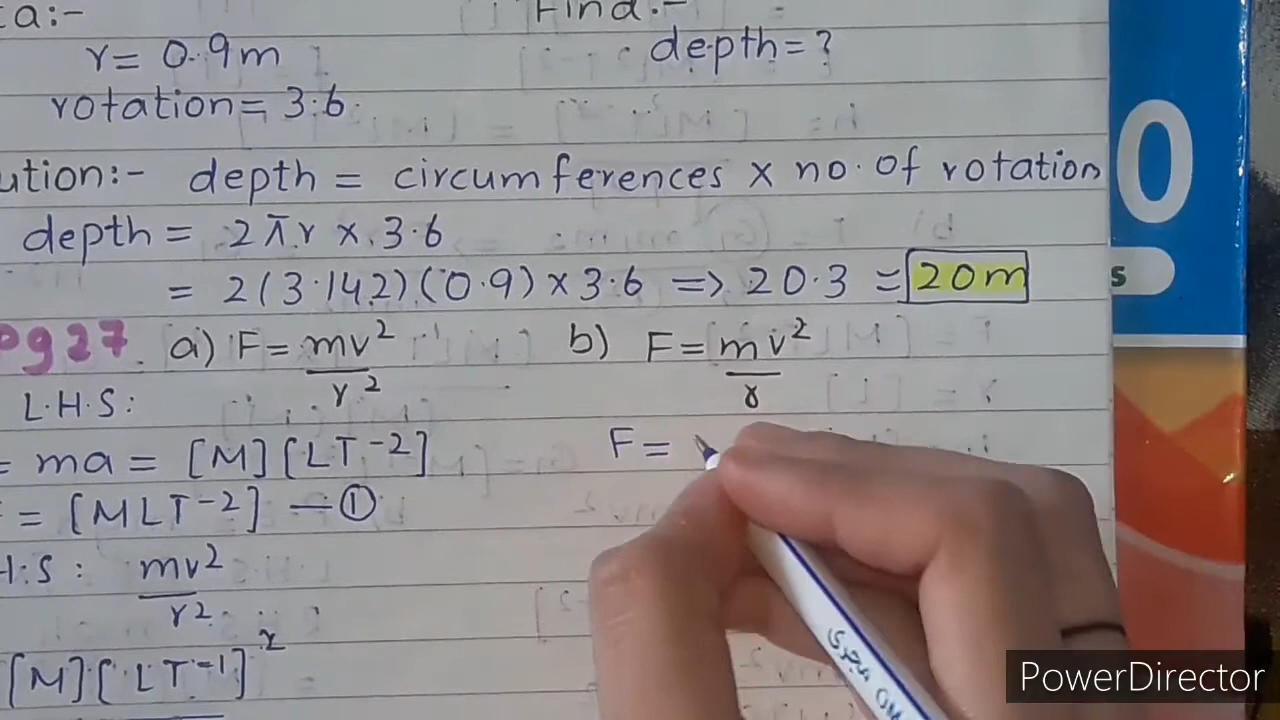 ta:- Find:-
r = 0.9m depth = ?
rotation = 3.6
ution:- depth = circumferences x no. of rotation
depth = 2πr x 3.6
= 2(3.142)(0.9) x 3.6 => 20.3 = 20m
Pg27. a) F = mv²/r² b) F = mv²/r
L.H.S:
= ma = [M][LT-2] F =
= [MLT-2] —①
H.S: mv²/r²
[M][LT-1]²
0
s
PowerDirector